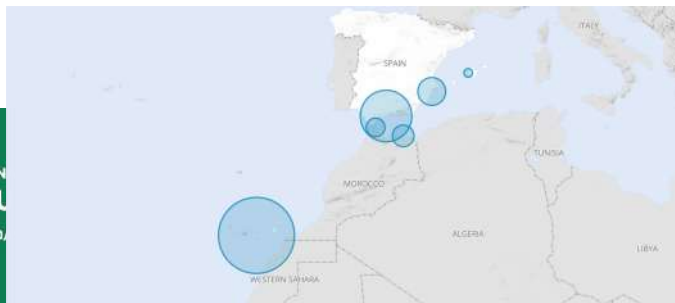 ITALY
SPAIN
TUNISIA
MOROCCO
ALGERIA
LIBYA
WESTERN SAHARA